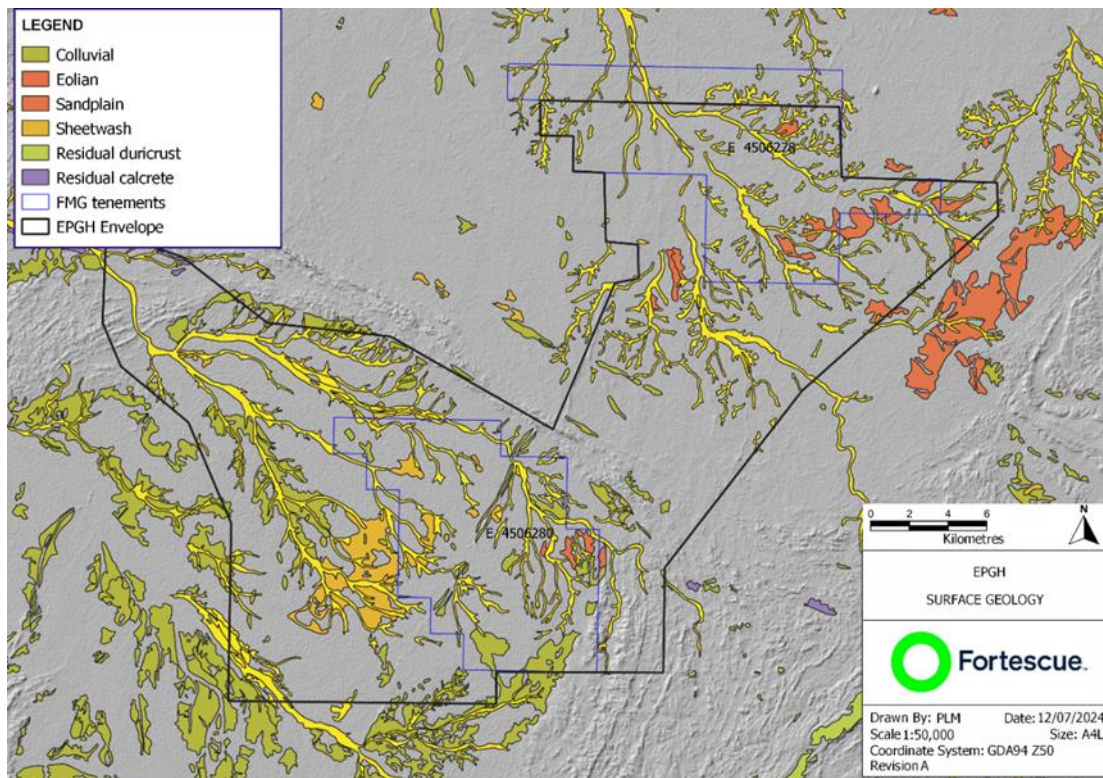 LEGEND
Colluvial
Eolian
Sandplain
Sheetwash
Residual duricrust
Residual calcrete
FMG tenements
EPGH Envelope
E 4506278
E 4506280
0 2 4 6
Kilometres
N
EPGH
SURFACE GEOLOGY
Fortescue™
Drawn By: PLM Date: 12/07/2024
Scale 1:50,000 Size: A4L
Coordinate System: GDA94 Z50
Revision A